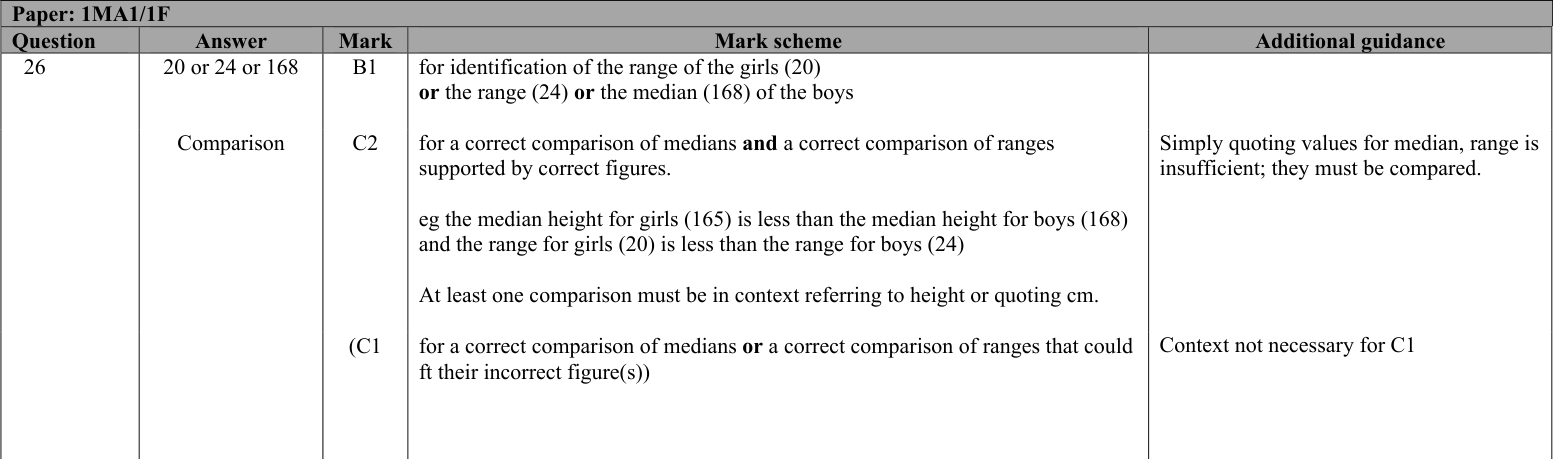 Paper: 1MA1/1F
Question Answer Mark Mark scheme Additional guidance
26 20 or 24 or 168 B1 for identification of the range of the girls (20)
or the range (24) or the median (168) of the boys
Comparison C2 for a correct comparison of medians and a correct comparison of ranges Simply quoting values for median, range is
supported by correct figures. insufficient; they must be compared.
eg the median height for girls (165) is less than the median height for boys (168)
and the range for girls (20) is less than the range for boys (24)
At least one comparison must be in context referring to height or quoting cm.
(C1 for a correct comparison of medians or a correct comparison of ranges that could Context not necessary for C1
ft their incorrect figure(s))